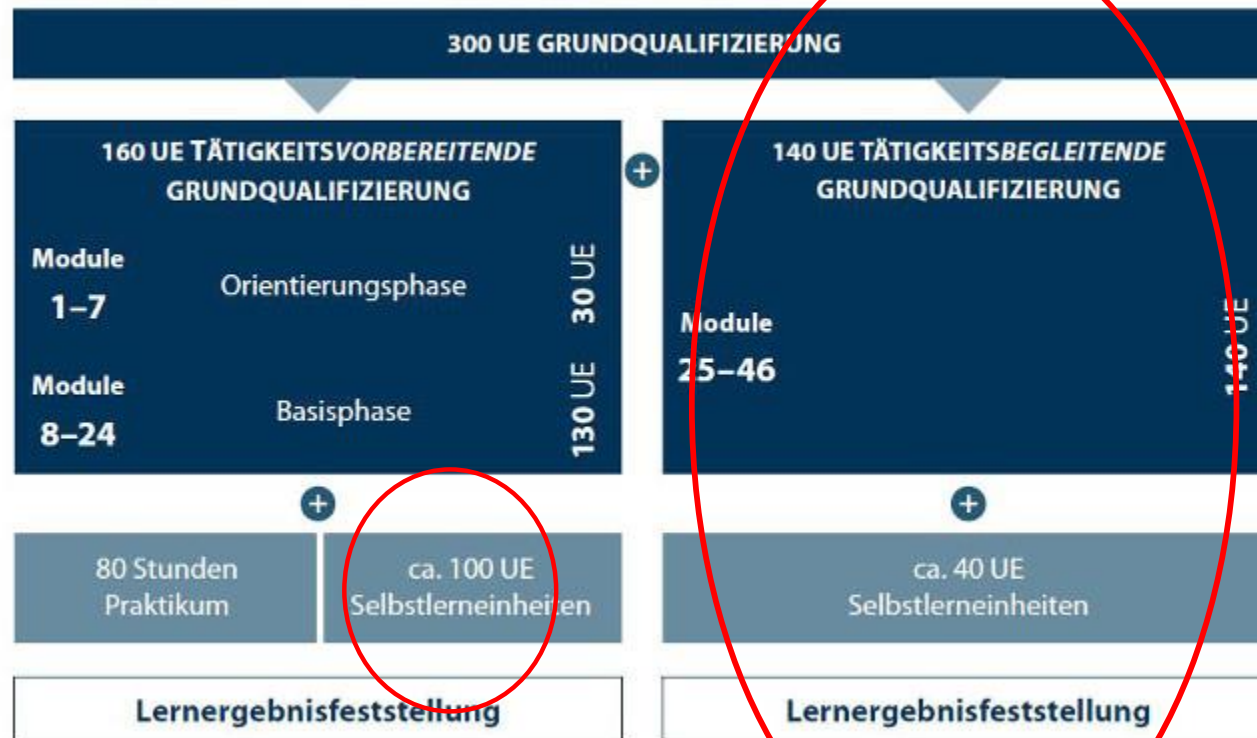 300 UE GRUNDQUALIFIZIERUNG
160 UE TÄTIGKEITSVORBEREITENDE
GRUNDQUALIFIZIERUNG
Module
1–7
Orientierungsphase
30 UE
Module
8–24
Basisphase
130 UE
+
140 UE TÄTIGKEITSBEGLEITENDE
GRUNDQUALIFIZIERUNG
Module
25–46
140 UE
+
80 Stunden
Praktikum
ca. 100 UE
Selbstlerneinheiten
+
ca. 40 UE
Selbstlerneinheiten
Lernergebnisfeststellung
Lernergebnisfeststellung